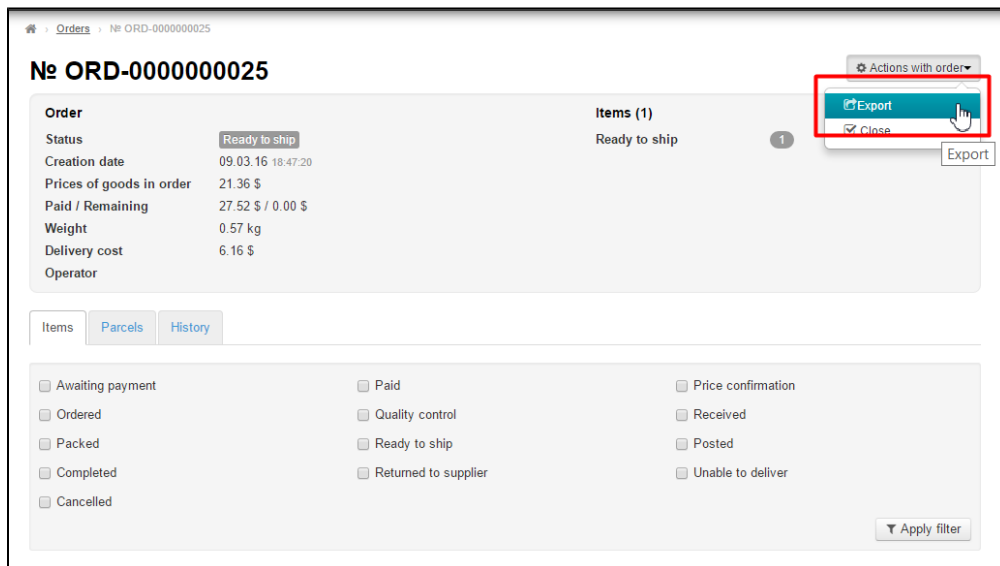 Orders › № ORD-0000000025
№ ORD-0000000025
Actions with order
Export
Close
Export
Order
Items (1)
Status Ready to ship
Ready to ship 1
Creation date 09.03.16 18:47:20
Prices of goods in order 21.36 $
Paid / Remaining 27.52 $ / 0.00 $
Weight 0.57 kg
Delivery cost 6.16 $
Operator
Items Parcels History
Awaiting payment Paid Price confirmation
Ordered Quality control Received
Packed Ready to ship Posted
Completed Returned to supplier Unable to deliver
Cancelled
Apply filter